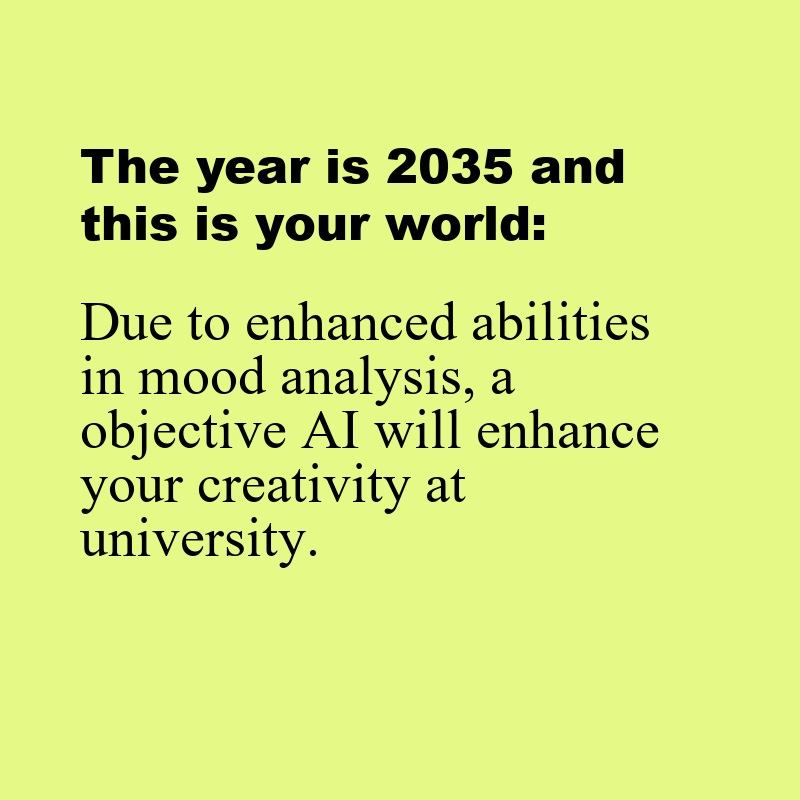 The year is 2035 and
this is your world:
Due to enhanced abilities
in mood analysis, a
objective AI will enhance
your creativity at
university.